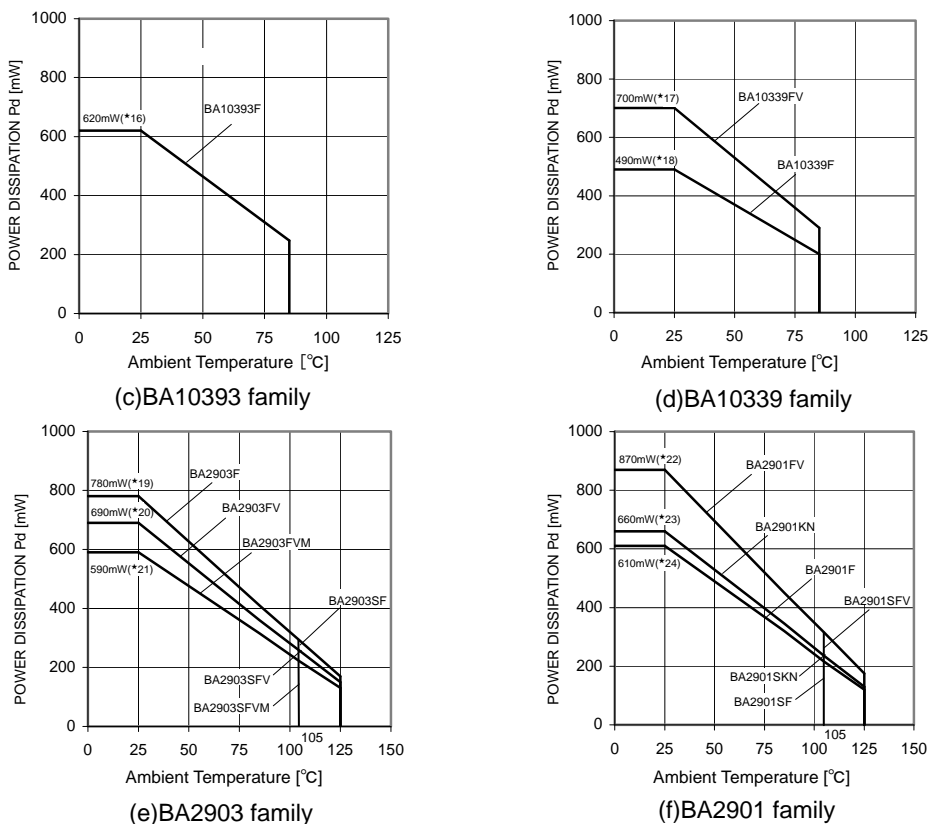 POWER DISSIPATION Pd [mW]
1000
800
600
400
200
0
620mW(★16)
BA10393F
0 25 50 75 100 125
Ambient Temperature [°C]
(c)BA10393 family
POWER DISSIPATION Pd [mW]
1000
800
600
400
200
0
700mW(★17)
BA10339FV
490mW(★18)
BA10339F
0 25 50 75 100 125
Ambient Temperature [°C]
(d)BA10339 family
POWER DISSIPATION Pd [mW]
1000
800
600
400
200
0
780mW(★19)
BA2903F
690mW(★20)
BA2903FV
BA2903FVM
590mW(★21)
BA2903SF
BA2903SFV
BA2903SFVM
105
0 25 50 75 100 125 150
Ambient Temperature [°C]
(e)BA2903 family
POWER DISSIPATION Pd [mW]
1000
800
600
400
200
0
870mW(★22)
BA2901FV
660mW(★23)
BA2901KN
610mW(★24)
BA2901F
BA2901SFV
BA2901SKN
BA2901SF
105
0 25 50 75 100 125 150
Ambient Temperature [°C]
(f)BA2901 family